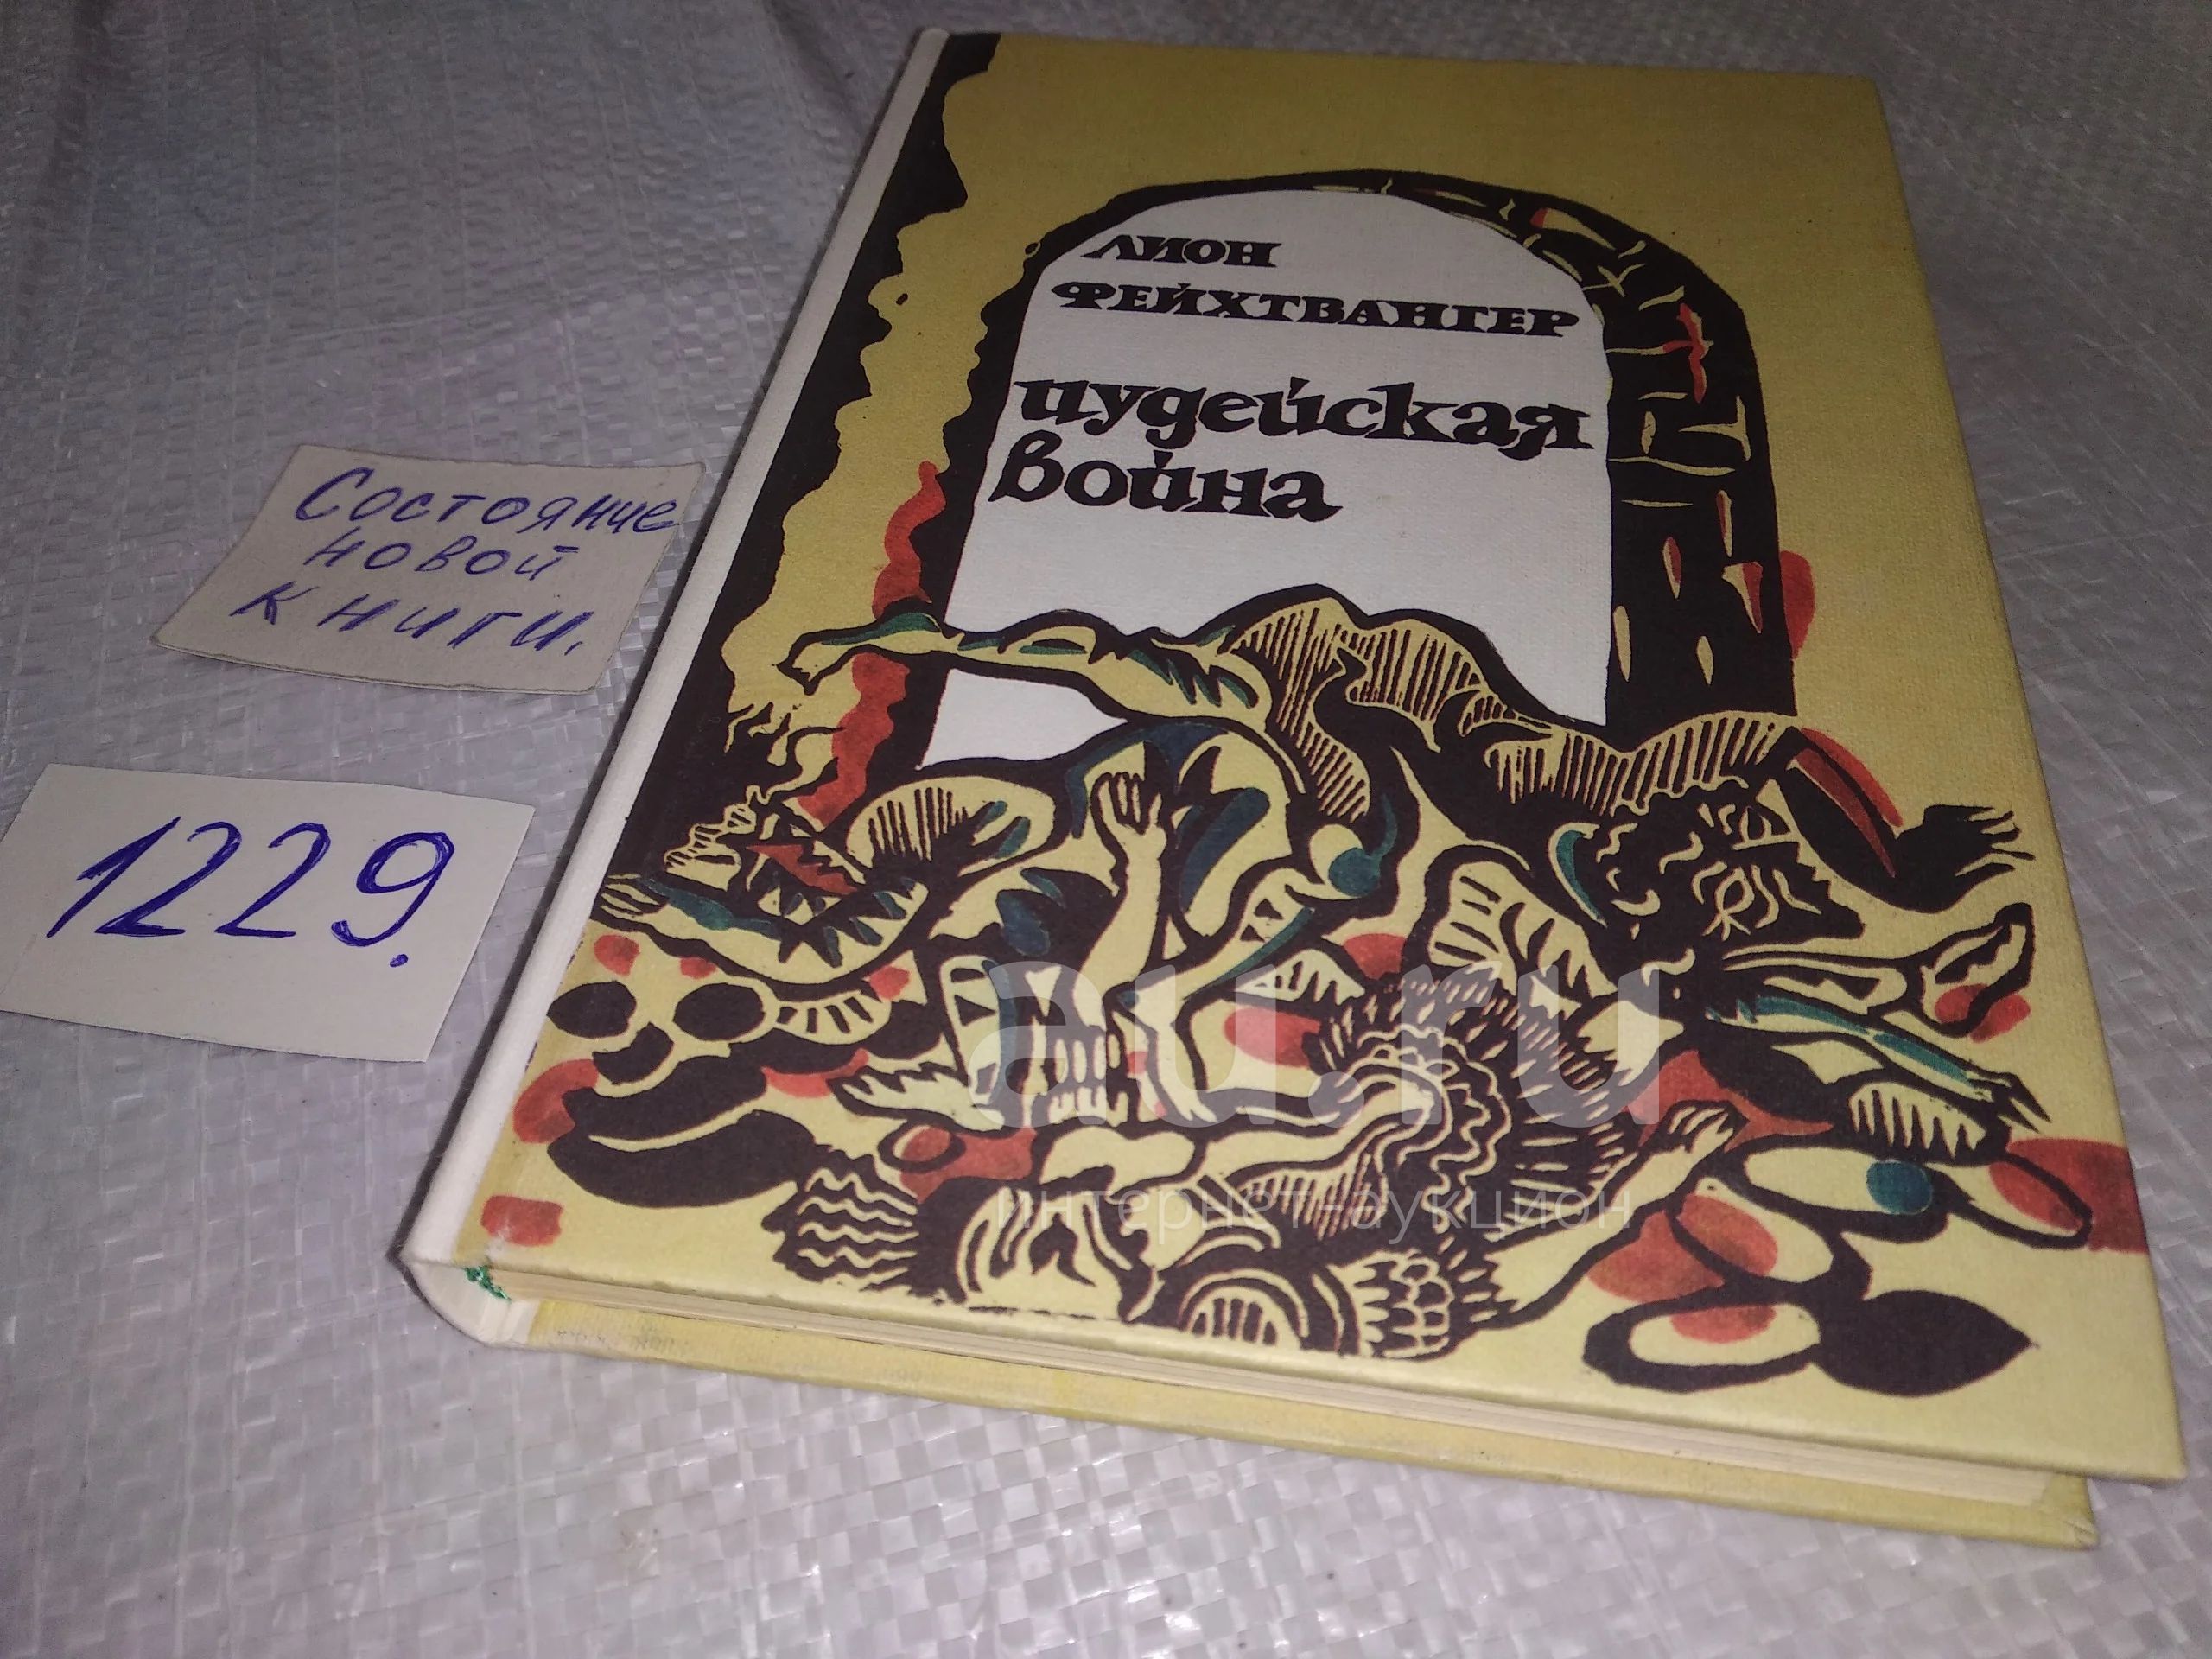 Лион
Фейхтвангер
иудейская
война
Состояние
новой
книги.
1229.
au.ru
интернет-аукцион